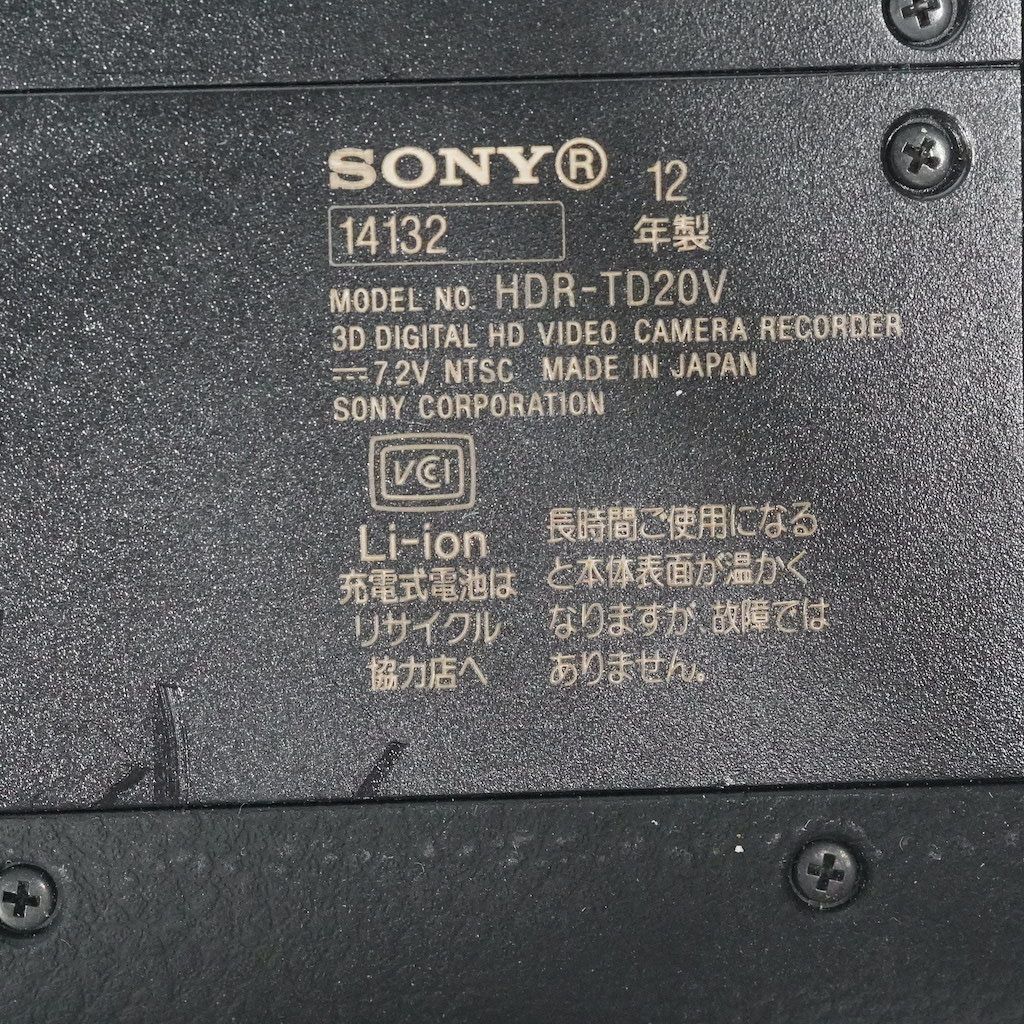 SONY®
12
14132
年製
MODEL NO. HDR-TD20V
3D DIGITAL HD VIDEO CAMERA RECORDER
⎓7.2V NTSC MADE IN JAPAN
SONY CORPORATION
VCCI
Li-ion
充電式電池は
リサイクル
協力店へ
長時間ご使用になる
と本体表面が温かく
なりますが、故障では
ありません。